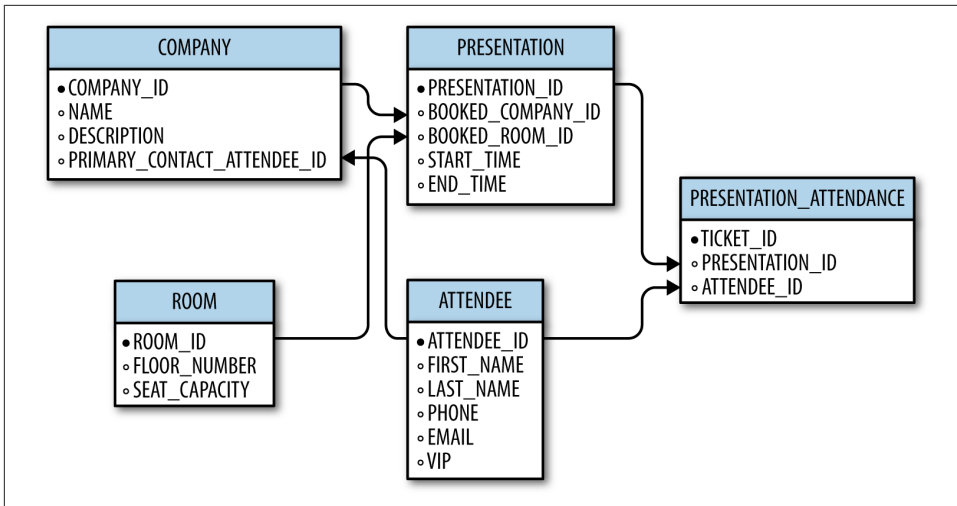 COMPANY
COMPANY_ID
NAME
DESCRIPTION
PRIMARY_CONTACT_ATTENDEE_ID
PRESENTATION
PRESENTATION_ID
BOOKED_COMPANY_ID
BOOKED_ROOM_ID
START_TIME
END_TIME
PRESENTATION_ATTENDANCE
TICKET_ID
PRESENTATION_ID
ATTENDEE_ID
ROOM
ROOM_ID
FLOOR_NUMBER
SEAT_CAPACITY
ATTENDEE
ATTENDEE_ID
FIRST_NAME
LAST_NAME
PHONE
EMAIL
VIP